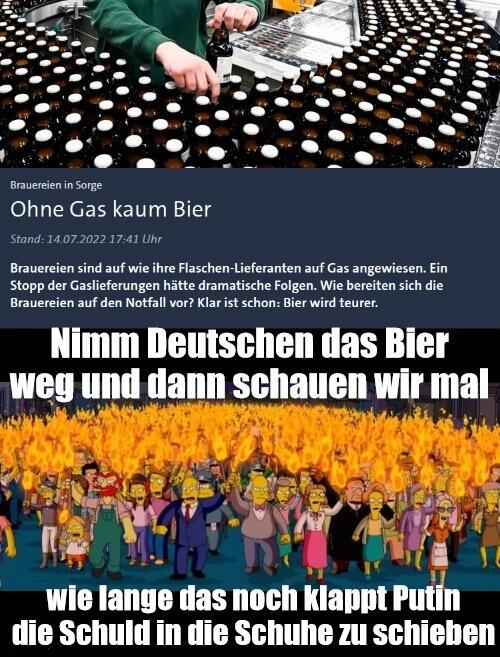 Brauereien in Sorge
Ohne Gas kaum Bier
Stand: 14.07.2022 17:41 Uhr
Brauereien sind auf wie ihre Flaschen-Lieferanten auf Gas angewiesen. Ein
Stopp der Gaslieferungen hätte dramatische Folgen. Wie bereiten sich die
Brauereien auf den Notfall vor? Klar ist schon: Bier wird teurer.
Nimm Deutschen das Bier
weg und dann schauen wir mal
wie lange das noch klappt Putin
die Schuld in die Schuhe zu schieben